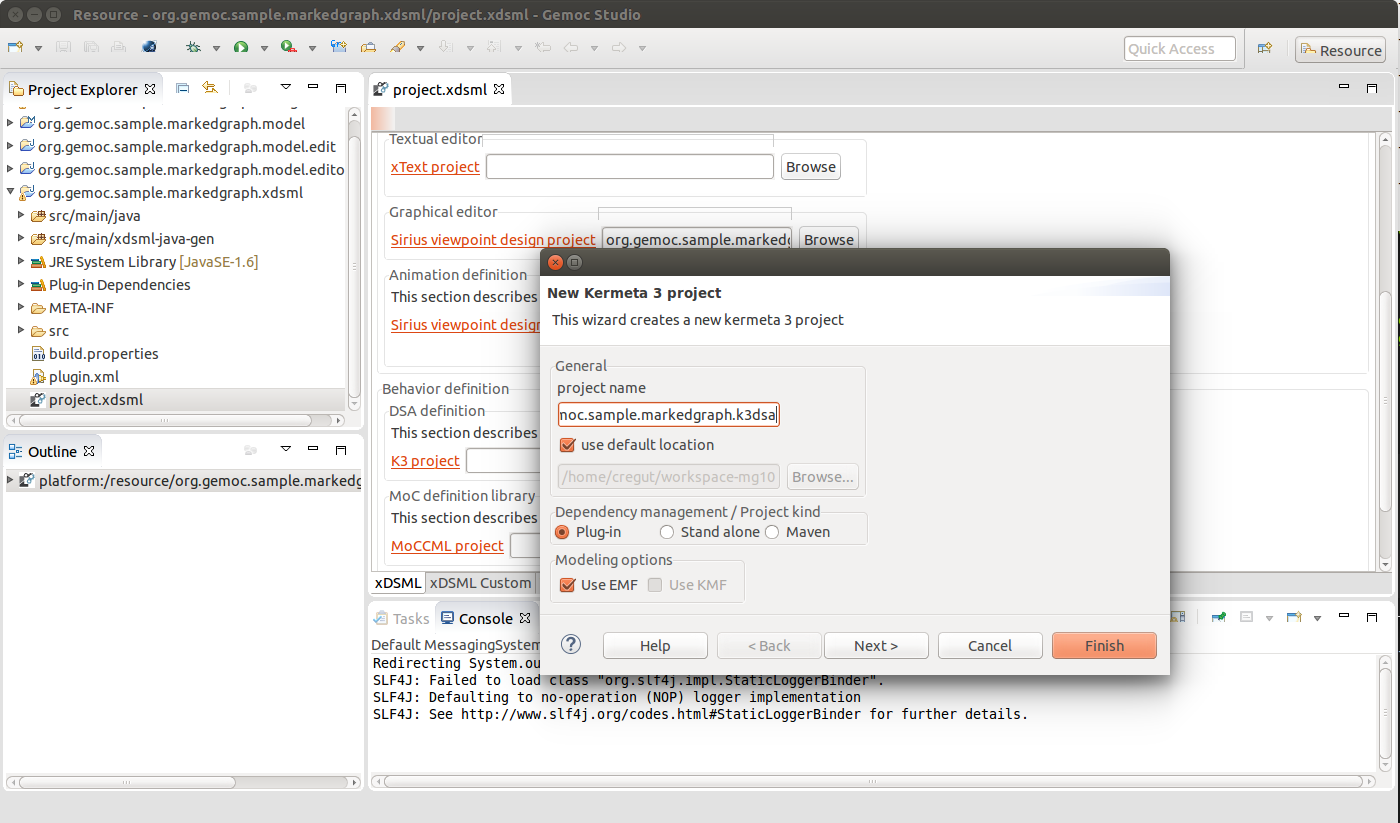 Resource - org.gemoc.sample.markedgraph.xdsml/project.xdsml - Gemoc Studio
Quick Access
Resource
Project Explorer
org.gemoc.sample.markedgraph.model
org.gemoc.sample.markedgraph.model.edit
org.gemoc.sample.markedgraph.model.edito
org.gemoc.sample.markedgraph.xdsml
src/main/java
src/main/xdsml-java-gen
JRE System Library [JavaSE-1.6]
Plug-in Dependencies
META-INF
src
build.properties
plugin.xml
project.xdsml
Outline
platform:/resource/org.gemoc.sample.markedg
project.xdsml
Textual editor
xText project
Browse
Graphical editor
Sirius viewpoint design project
org.gemoc.sample.markedg
Browse
Animation definition
This section describes
Sirius viewpoint design
Behavior definition
DSA definition
This section describes
K3 project
MoC definition library
This section describes
MoCCML project
xDSML
xDSML Custom
New Kermeta 3 project
This wizard creates a new kermeta 3 project
General
project name
moc.sample.markedgraph.k3dsa
use default location
/home/cregut/workspace-mg10
Browse...
Dependency management / Project kind
Plug-in
Stand alone
Maven
Modeling options
Use EMF
Use KMF
?
Help
< Back
Next >
Cancel
Finish
Tasks
Console
Default MessagingSystem
Redirecting System.ou
SLF4J: Failed to load class "org.slf4j.impl.StaticLoggerBinder".
SLF4J: Defaulting to no-operation (NOP) logger implementation
SLF4J: See http://www.slf4j.org/codes.html#StaticLoggerBinder for further details.